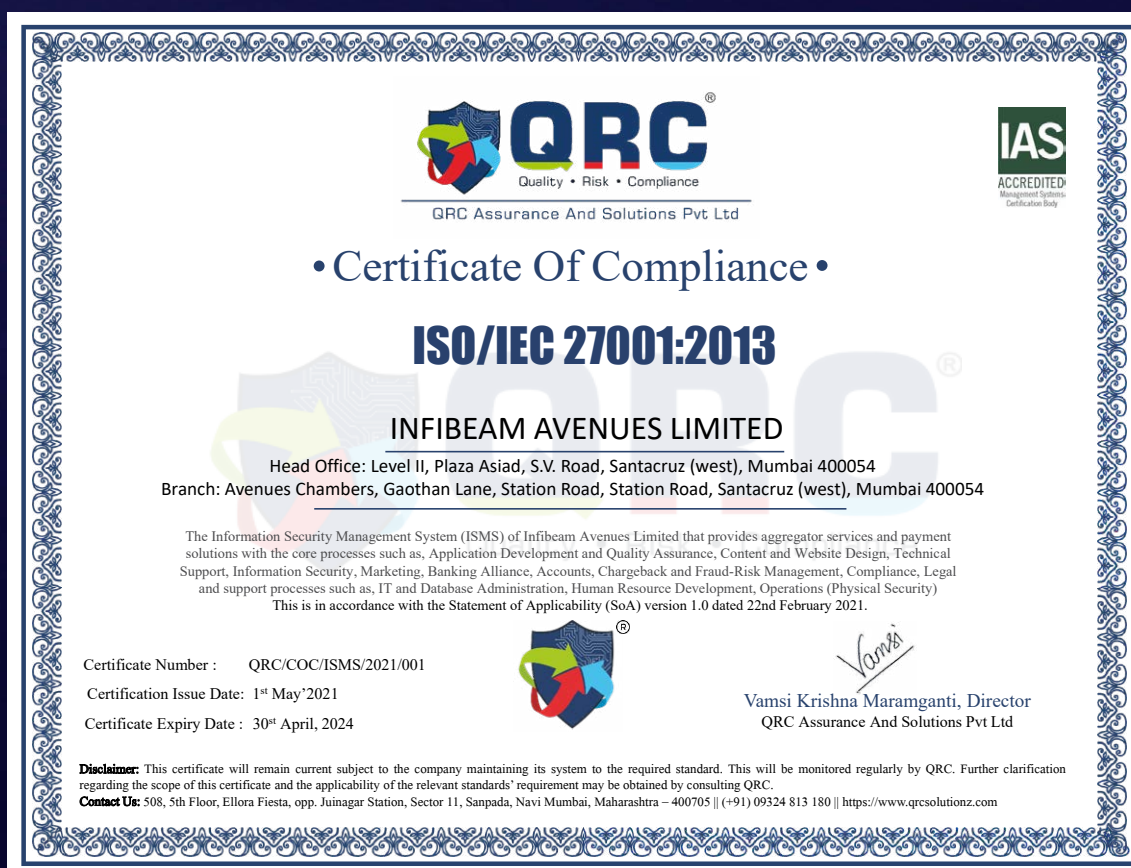 QRC®
Quality • Risk • Compliance
QRC Assurance And Solutions Pvt Ltd
IAS
ACCREDITED
Management Systems
Certification Body
• Certificate Of Compliance •
ISO/IEC 27001:2013
INFIBEAM AVENUES LIMITED
Head Office: Level II, Plaza Asiad, S.V. Road, Santacruz (west), Mumbai 400054
Branch: Avenues Chambers, Gaothan Lane, Station Road, Station Road, Santacruz (west), Mumbai 400054
The Information Security Management System (ISMS) of Infibeam Avenues Limited that provides aggregator services and payment
solutions with the core processes such as, Application Development and Quality Assurance, Content and Website Design, Technical
Support, Information Security, Marketing, Banking Alliance, Accounts, Chargeback and Fraud-Risk Management, Compliance, Legal
and support processes such as, IT and Database Administration, Human Resource Development, Operations (Physical Security)
This is in accordance with the Statement of Applicability (SoA) version 1.0 dated 22nd February 2021.
Certificate Number : QRC/COC/ISMS/2021/001
Certification Issue Date: 1st May'2021
Certificate Expiry Date : 30st April, 2024
®
Vamsi
Vamsi Krishna Maramganti, Director
QRC Assurance And Solutions Pvt Ltd
Disclaimer: This certificate will remain current subject to the company maintaining its system to the required standard. This will be monitored regularly by QRC. Further clarification
regarding the scope of this certificate and the applicability of the relevant standards' requirement may be obtained by consulting QRC.
Contact Us: 508, 5th Floor, Ellora Fiesta, opp. Juinagar Station, Sector 11, Sanpada, Navi Mumbai, Maharashtra – 400705 || (+91) 09324 813 180 || https://www.qrcsolutionz.com